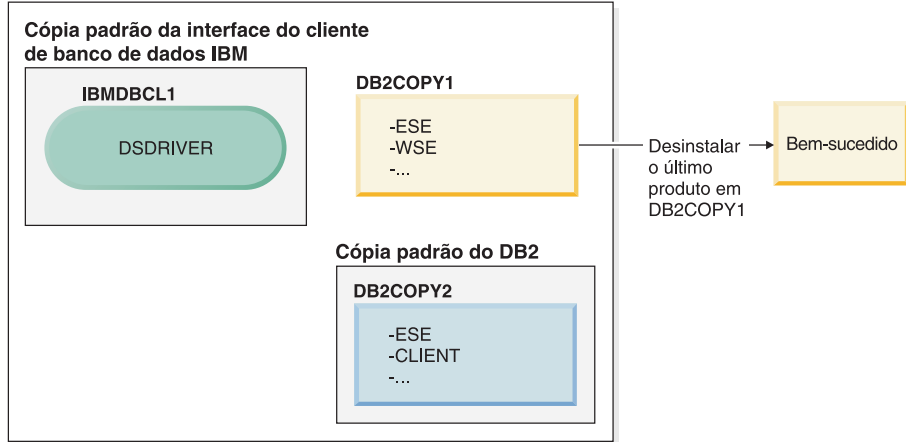 Cópia padrão da interface do cliente
de banco de dados IBM
IBMDBCL1
DSDRIVER
DB2COPY1
-ESE
-WSE
-...
Desinstalar
o último
produto em
DB2COPY1
Bem-sucedido
Cópia padrão do DB2
DB2COPY2
-ESE
-CLIENT
-...